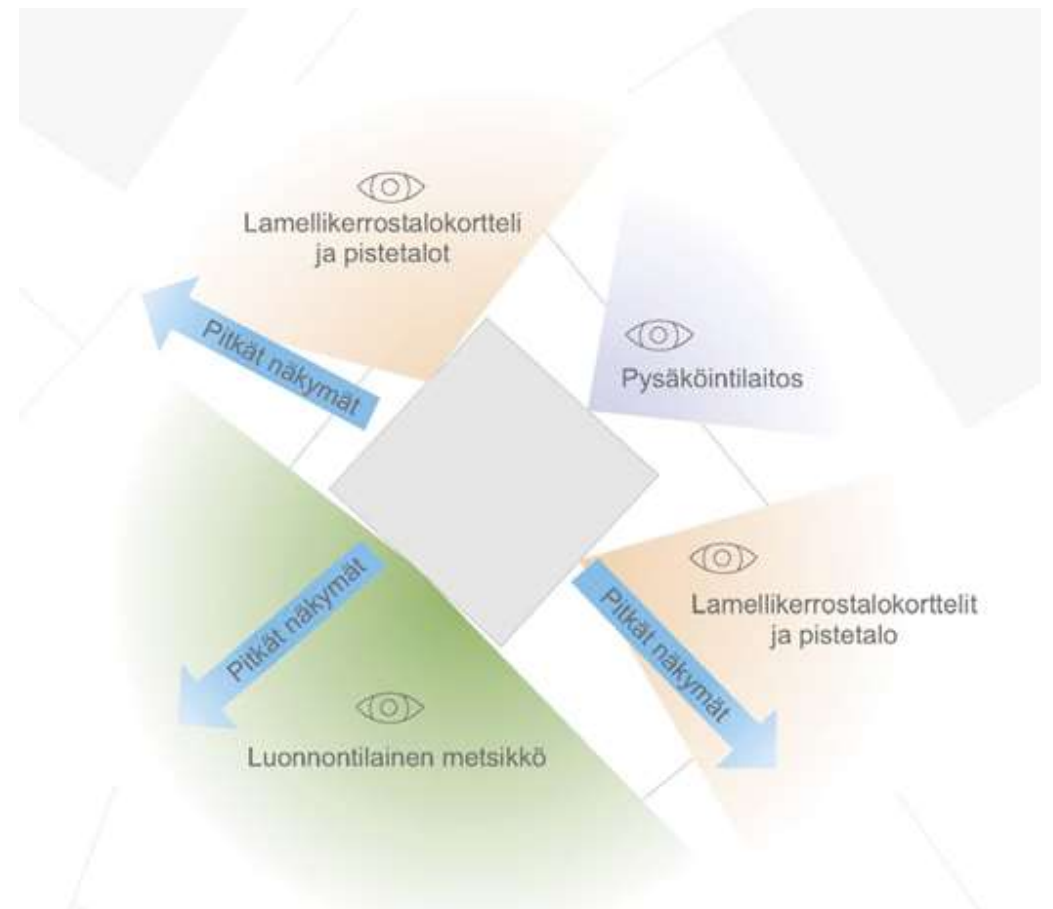 Lamellikerrostalokortteli
ja pistetalot
Pitkät näkymät
Pysäköintilaitos
Pitkät näkymät
Lamellikerrostalokorttelit
ja pistetalo
Pitkät näkymät
Luonnontilainen metsikkö